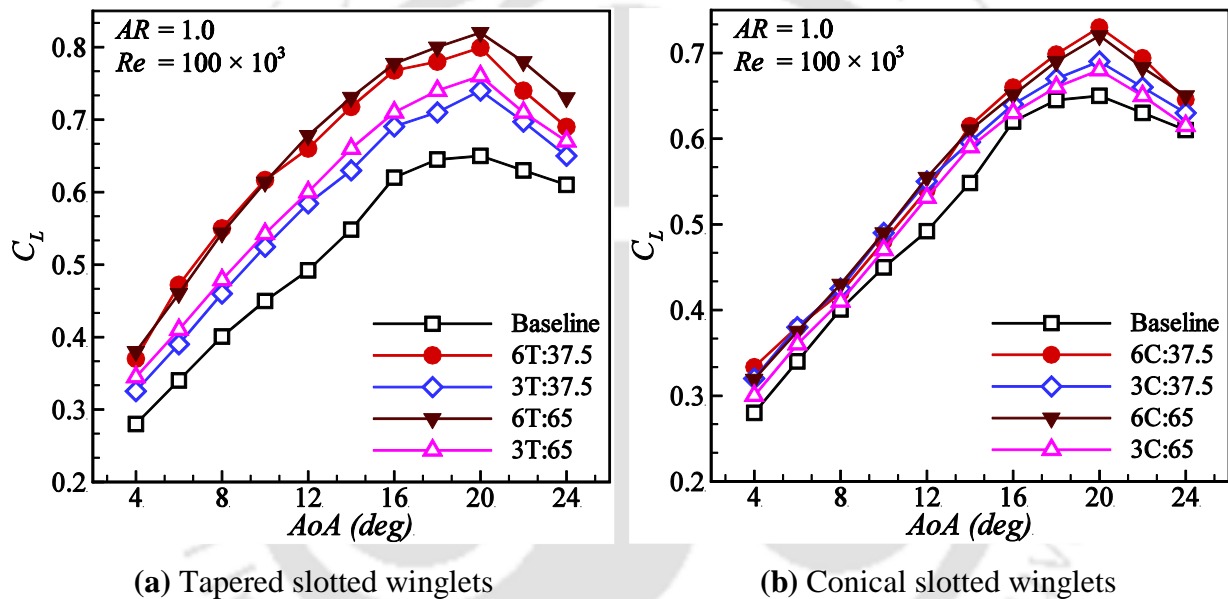 AR = 1.0
Re = 100 × 10³
C_L
0.8
0.7
0.6
0.5
0.4
0.3
0.2
4 8 12 16 20 24
AoA (deg)
Baseline
6T:37.5
3T:37.5
6T:65
3T:65
(a) Tapered slotted winglets
AR = 1.0
Re = 100 × 10³
C_L
0.7
0.6
0.5
0.4
0.3
0.2
4 8 12 16 20 24
AoA (deg)
Baseline
6C:37.5
3C:37.5
6C:65
3C:65
(b) Conical slotted winglets